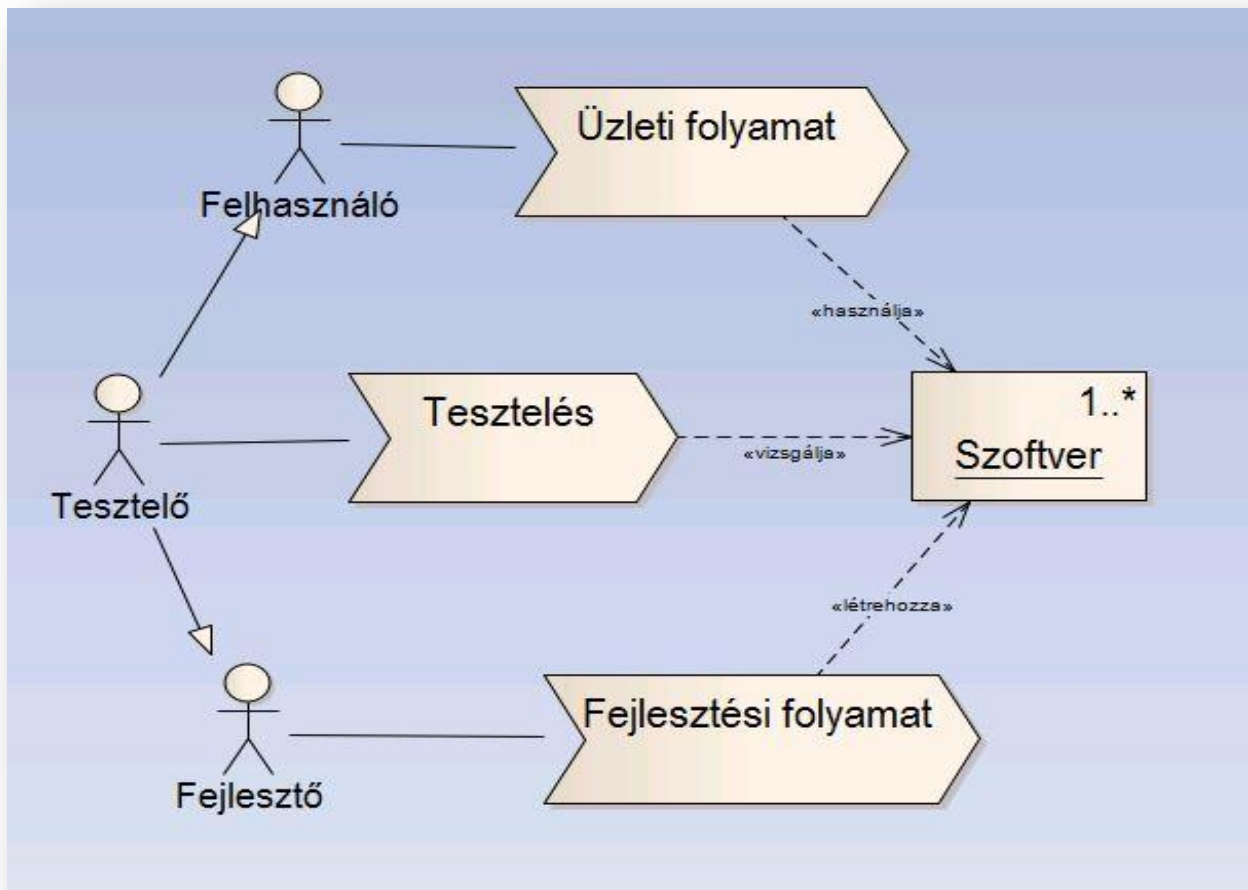 Üzleti folyamat
Felhasználó
«használja»
Tesztelés
1..*
Szoftver
«vizsgálja»
Tesztelő
«létrehozza»
Fejlesztési folyamat
Fejlesztő